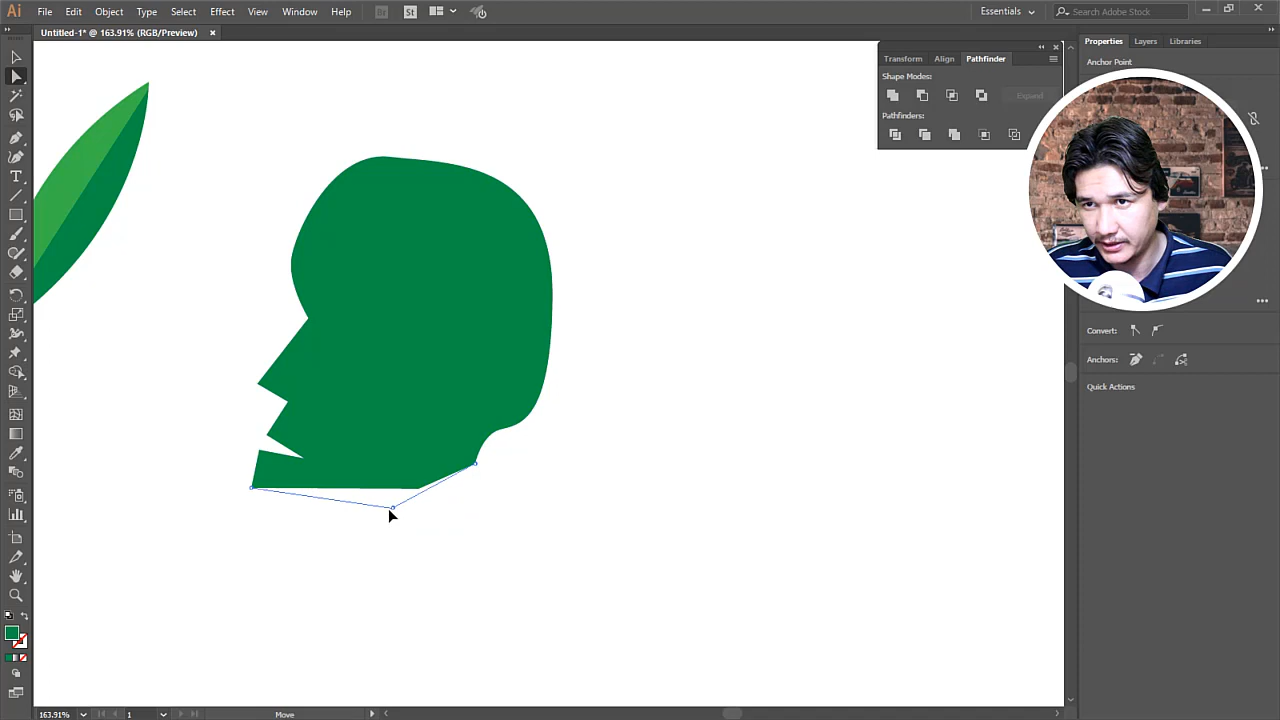 Ai File Edit Object Type Select Effect View Window Help Br St Essentials Search Adobe Stock
Untitled-1* @ 163.91% (RGB/Preview)
Properties Layers Libraries
Anchor Point
Transform Align Pathfinder
Shape Modes:
Expand
Pathfinders:
Convert:
Anchors:
Quick Actions
163.91% 1 Move